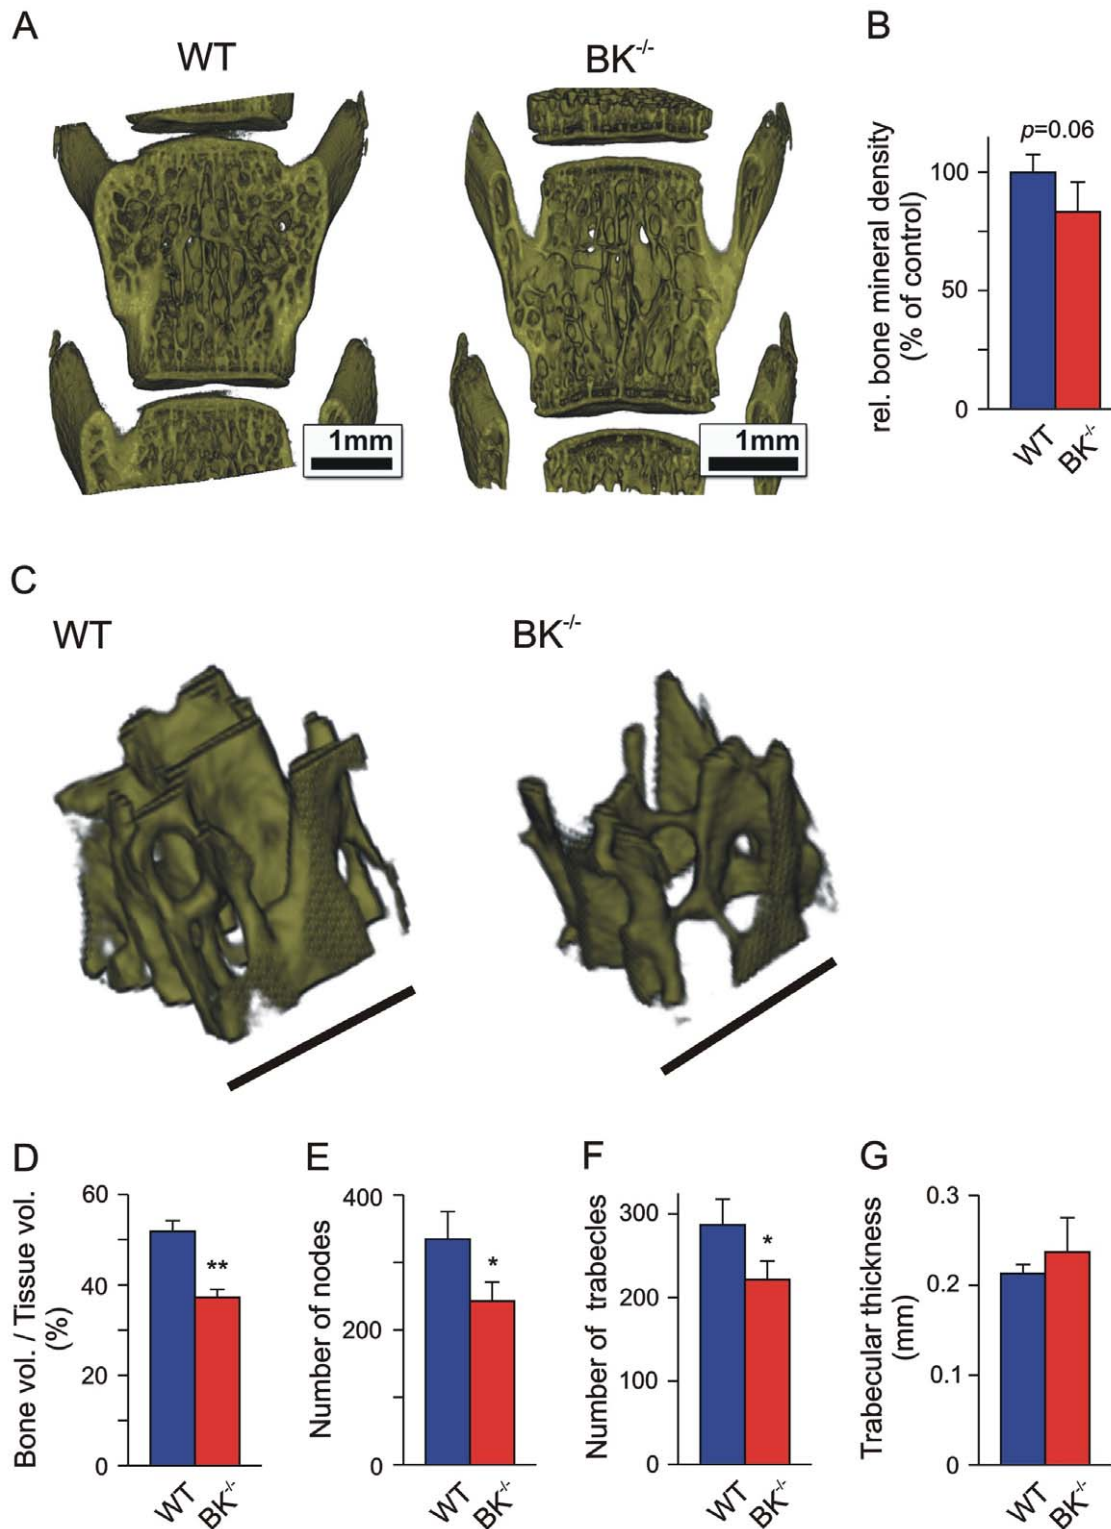 A
WT
BK-/-
1mm
1mm
B
p=0.06
rel. bone mineral density
(% of control)
100
50
0
WT
BK-/-
C
WT
BK-/-
D
Bone vol. / Tissue vol.
(%)
60
40
20
0
**
WT
BK-/-
E
Number of nodes
400
200
0
*
WT
BK-/-
F
Number of trabecles
300
200
100
0
*
WT
BK-/-
G
Trabecular thickness
(mm)
0.3
0.2
0.1
0
WT
BK-/-